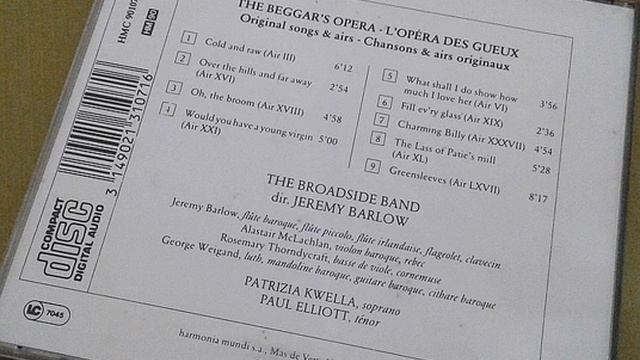 HMC 90107
HM 90
THE BEGGAR'S OPERA - L'OPÉRA DES GUEUX
Original songs & airs - Chansons & airs originaux
1 Cold and raw (Air III) 6'12
2 Over the hills and far away
(Air XVI) 2'54
3 Oh, the broom (Air XVIII) 4'58
4 Would you have a young virgin 5'00
(Air XXI)
5 What shall I do show how
much I love her (Air VI) 3'56
6 Fill ev'ry glass (Air XIX) 2'36
7 Charming Billy (Air XXXVII) 4'54
8 The Lass of Patie's mill
(Air XL) 5'28
9 Greensleeves (Air LXVII) 8'17
THE BROADSIDE BAND
dir. JEREMY BARLOW
Jeremy Barlow, flûte baroque, flûte piccolo, flûte irlandaise, flageolet, clavecin
Alastair McLachlan, violon baroque, rebec
Rosemary Thorndycraft, basse de viole, cornemuse
George Weigand, luth, mandoline baroque, guitare baroque, cithare baroque
PATRIZIA KWELLA, soprano
PAUL ELLIOTT, ténor
harmonia mundi s.a., Mas de
3 149021 310716
COMPACT
disc
DIGITAL AUDIO
LC 7045